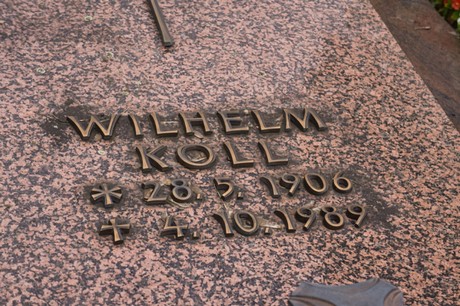 WILHELM
KOLL
* 28. 5. 1906
† 4. 10. 1989